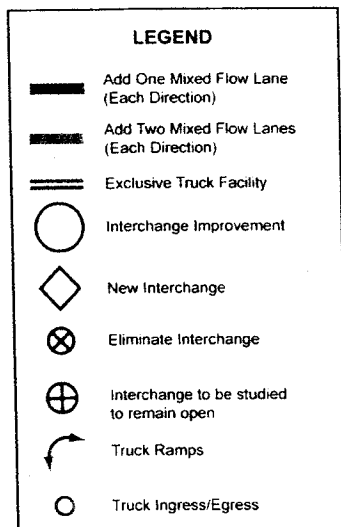 LEGEND
Add One Mixed Flow Lane
(Each Direction)
Add Two Mixed Flow Lanes
(Each Direction)
Exclusive Truck Facility
Interchange Improvement
New Interchange
Eliminate Interchange
Interchange to be studied
to remain open
Truck Ramps
Truck Ingress/Egress